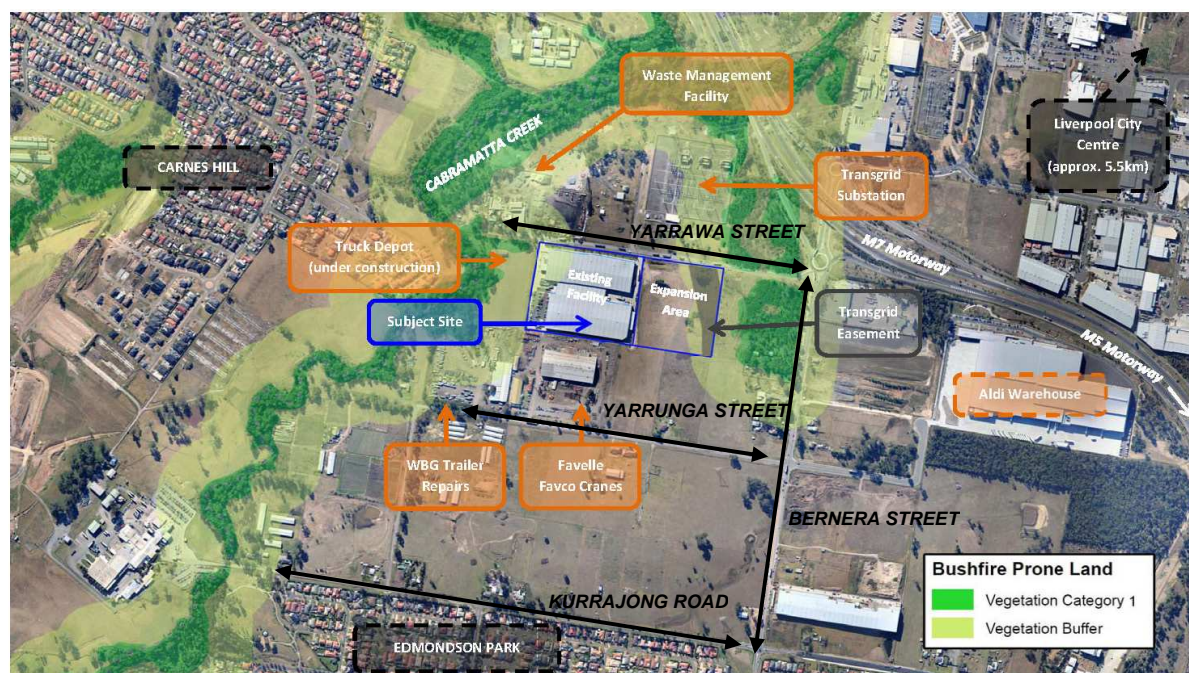 Waste Management
Facility
CABRAMATTA CREEK
Liverpool City
Centre
(approx. 5.5km)
CARNES HILL
Transgrid
Substation
YARRAWA STREET
M7 Motorway
Truck Depot
(under construction)
Existing
Facility
Expansion
Area
Subject Site
Transgrid
Easement
M5 Motorway
Aldi Warehouse
YARRUNGA STREET
WBG Trailer
Repairs
Favelle
Favco Cranes
BERNERA STREET
KURRAJONG ROAD
EDMONDSON PARK
Bushfire Prone Land
Vegetation Category 1
Vegetation Buffer